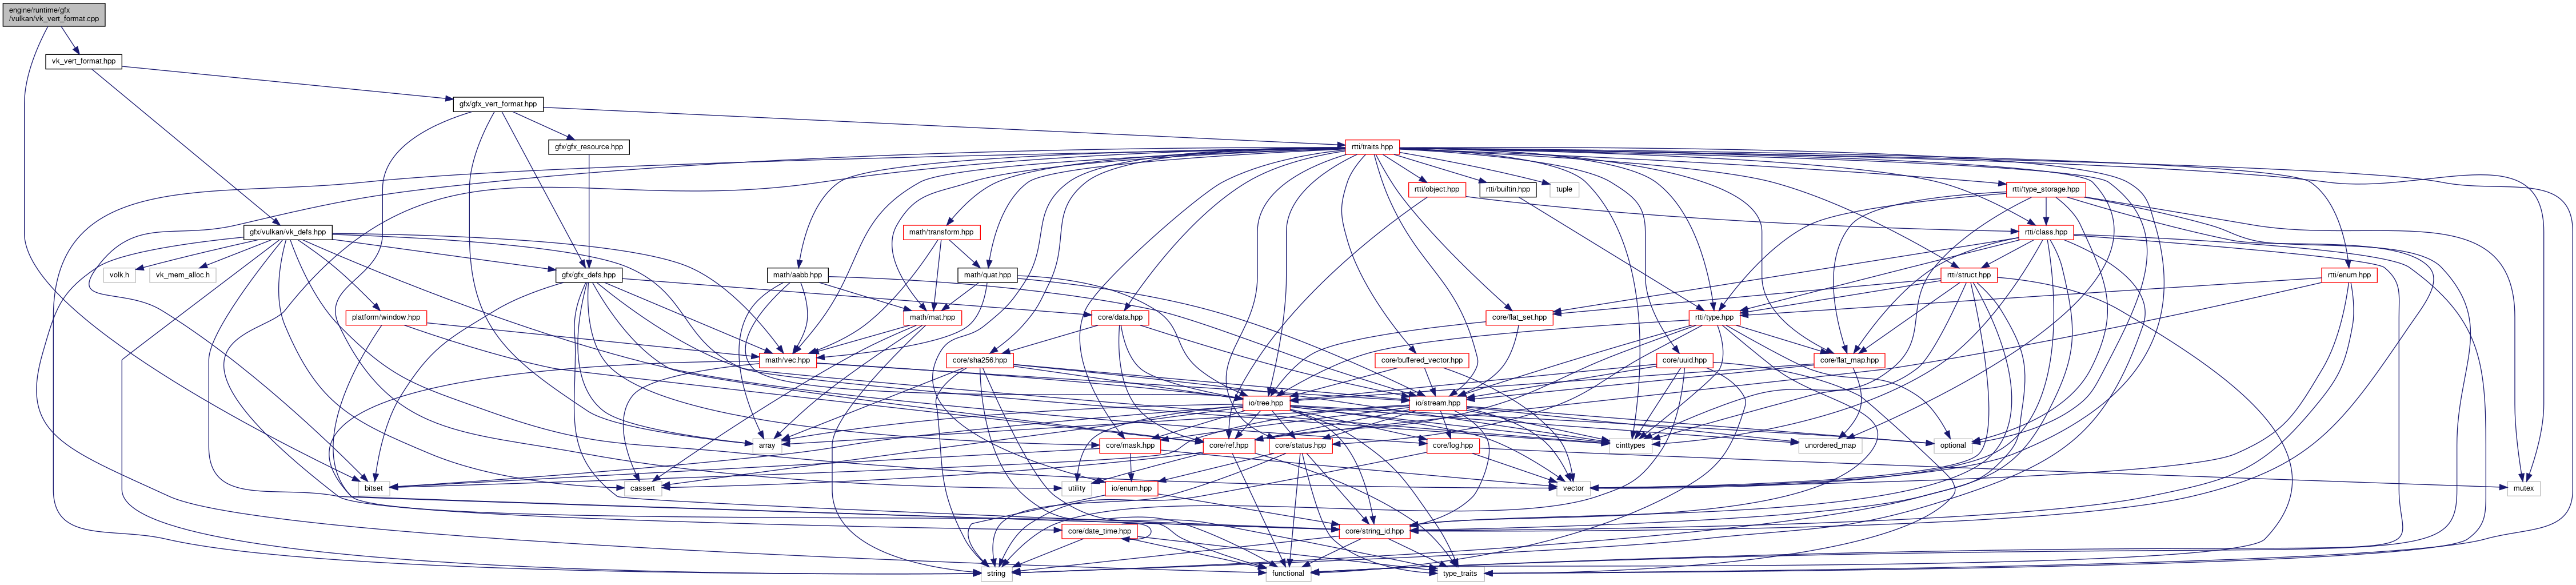 engine/runtime/gfx
/vulkan/vk_vert_format.cpp
vk_vert_format.hpp
gfx/gfx_vert_format.hpp
gfx/gfx_resource.hpp
rtti/traits.hpp
rtti/object.hpp
rtti/builtin.hpp
tuple
rtti/type_storage.hpp
gfx/vulkan/vk_defs.hpp
math/transform.hpp
rtti/class.hpp
volk.h
vk_mem_alloc.h
gfx/gfx_defs.hpp
math/aabb.hpp
math/quat.hpp
rtti/struct.hpp
rtti/enum.hpp
platform/window.hpp
math/mat.hpp
core/data.hpp
core/flat_set.hpp
rtti/type.hpp
math/vec.hpp
core/sha256.hpp
core/buffered_vector.hpp
core/uuid.hpp
core/flat_map.hpp
io/tree.hpp
io/stream.hpp
array
core/mask.hpp
core/ref.hpp
core/status.hpp
core/log.hpp
cinttypes
unordered_map
optional
bitset
cassert
utility
io/enum.hpp
vector
mutex
core/date_time.hpp
core/string_id.hpp
string
functional
type_traits